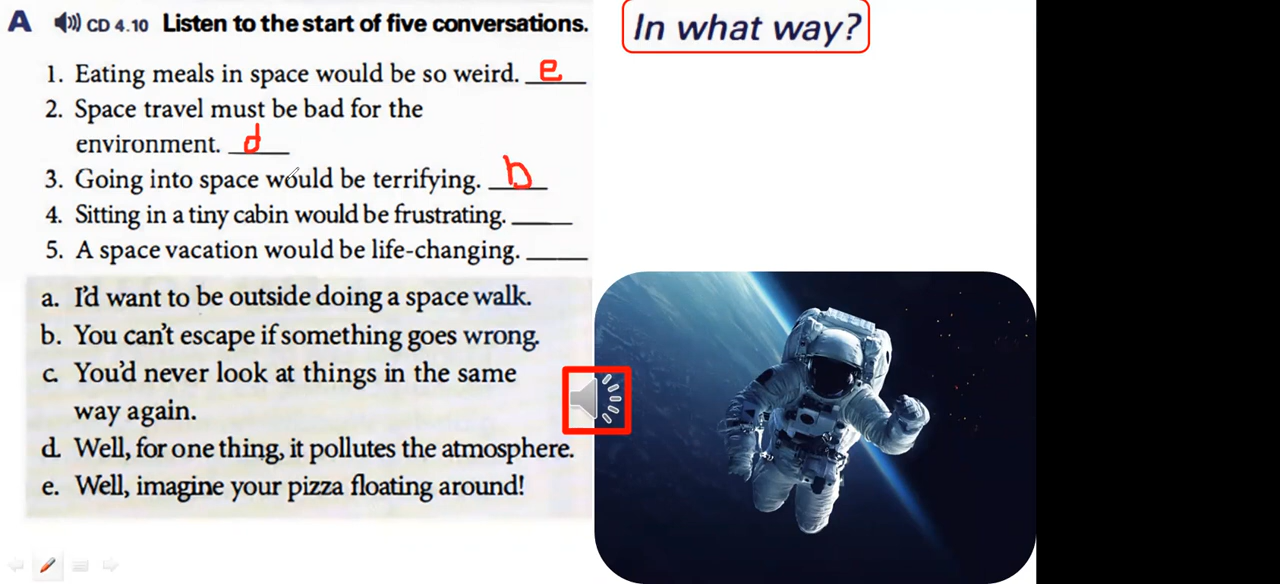 A CD 4.10 Listen to the start of five conversations.
In what way?
1. Eating meals in space would be so weird. e
2. Space travel must be bad for the
environment. d
3. Going into space would be terrifying. b
4. Sitting in a tiny cabin would be frustrating.
5. A space vacation would be life-changing.
a. I'd want to be outside doing a space walk.
b. You can't escape if something goes wrong.
c. You'd never look at things in the same
way again.
d. Well, for one thing, it pollutes the atmosphere.
e. Well, imagine your pizza floating around!